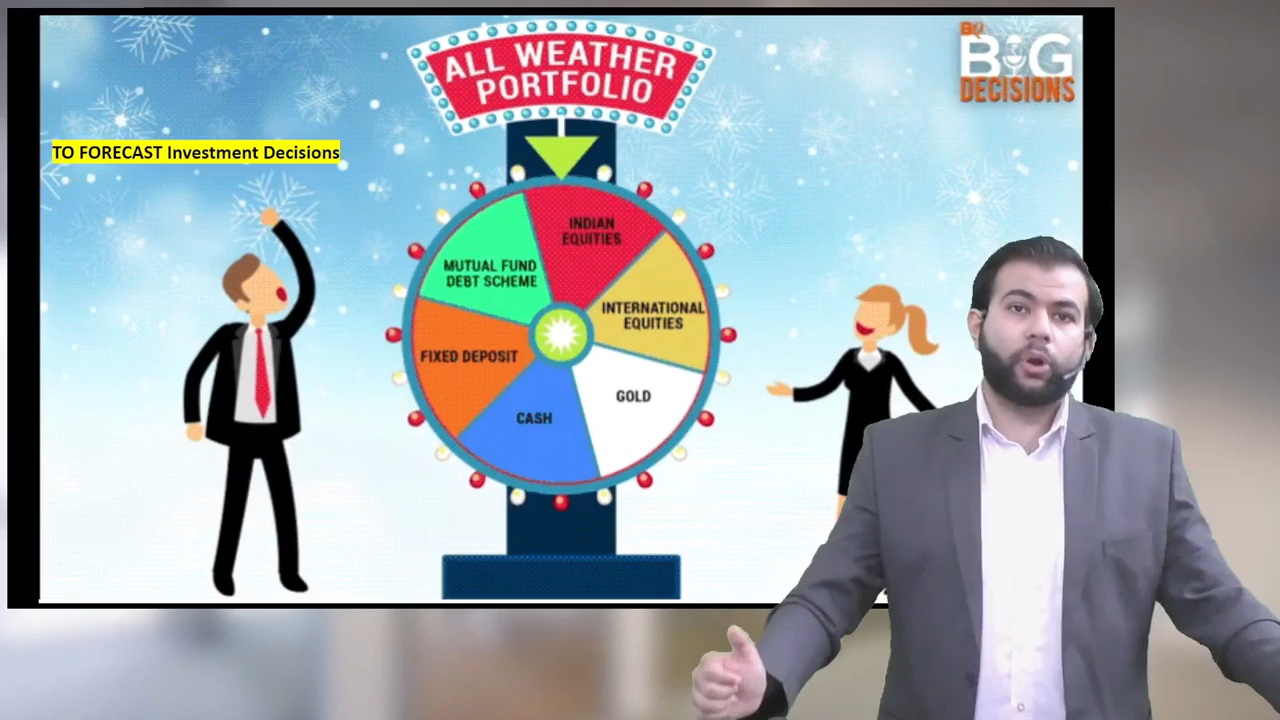 ALL WEATHER
PORTFOLIO
BQ
BIG
DECISIONS
TO FORECAST Investment Decisions
INDIAN
EQUITIES
MUTUAL FUND
DEBT SCHEME
INTERNATIONAL
EQUITIES
FIXED DEPOSIT
GOLD
CASH